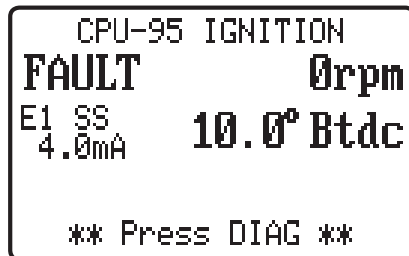 CPU-95 IGNITION
FAULT 0rpm
E1 SS
4.0mA 10.0° Btdc
** Press DIAG **